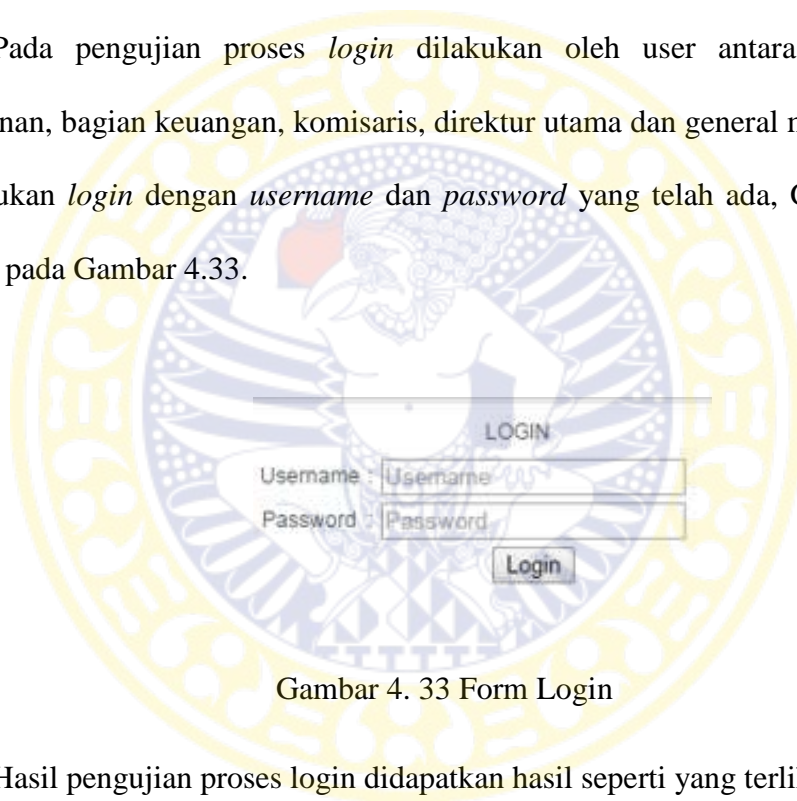 Pada pengujian proses login dilakukan oleh user antara
nan, bagian keuangan, komisaris, direktur utama dan general
ukan login dengan username dan password yang telah ada,
pada Gambar 4.33.
LOGIN
Username : Username
Password : Password
Login
Gambar 4. 33 Form Login
Hasil pengujian proses login didapatkan hasil seperti yang